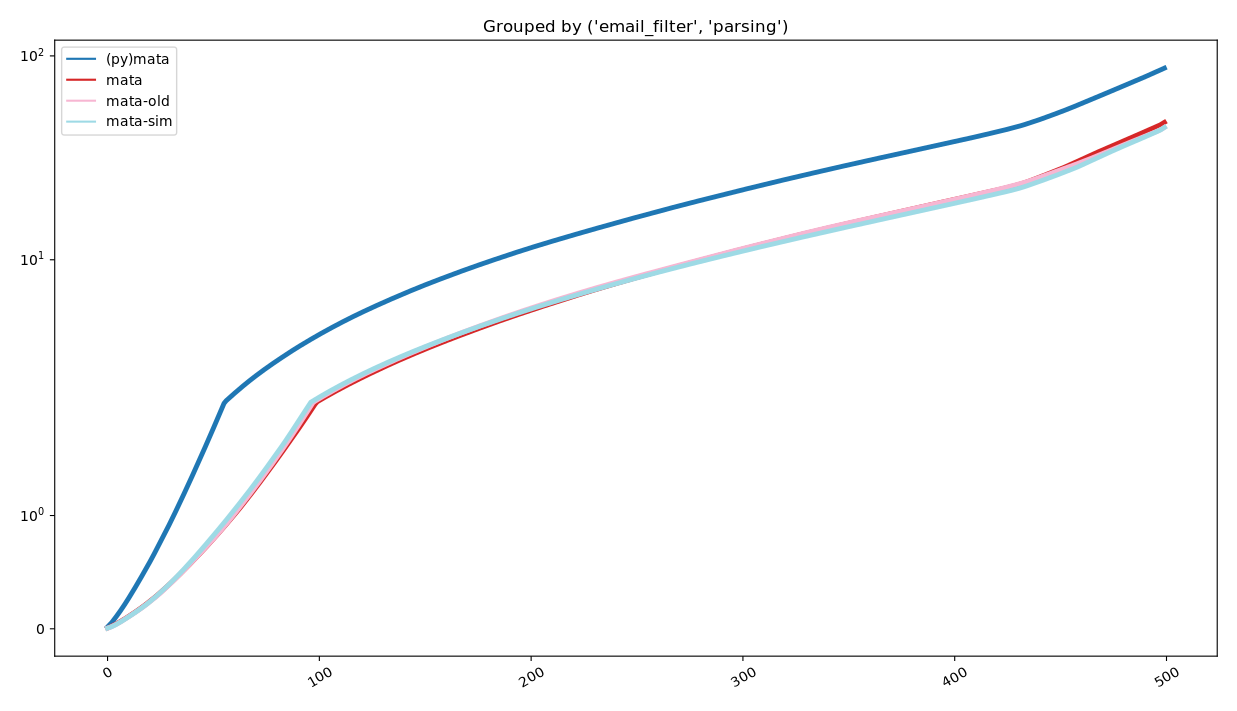 Grouped by ('email_filter', 'parsing')
(py)mata
mata
mata-old
mata-sim
10²
10¹
10⁰
0
0
100
200
300
400
500